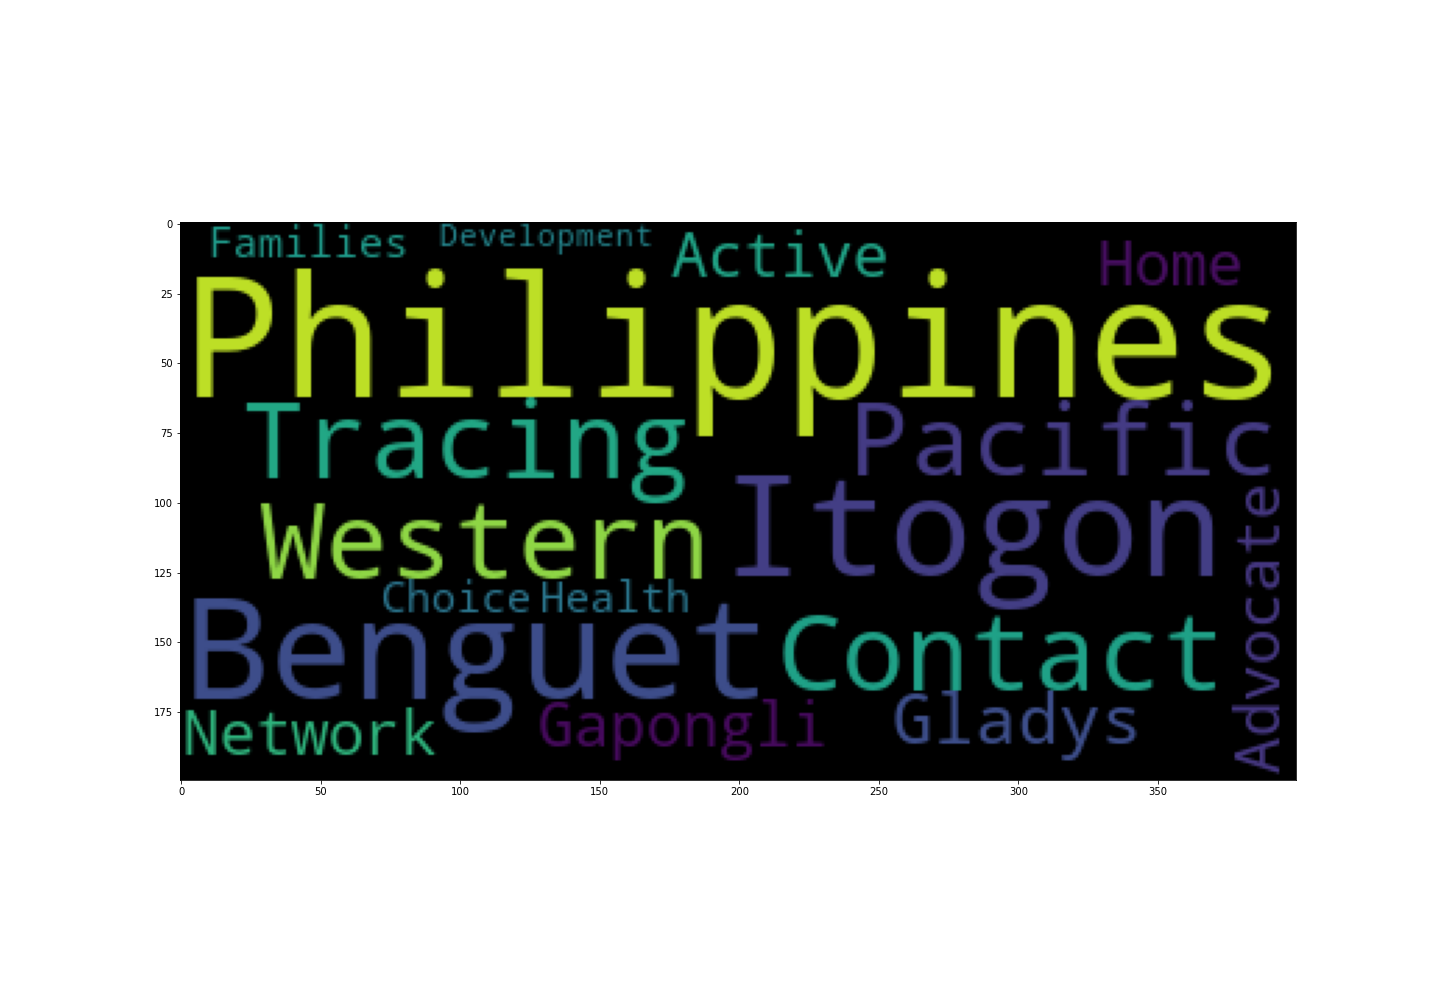 Families Development Active Home
Philippines
Tracing Pacific
Western Itogon
Advocate
Choice Health
Benguet Contact
Network Gapongli Gladys
0
25
50
75
100
125
150
175
0 50 100 150 200 250 300 350